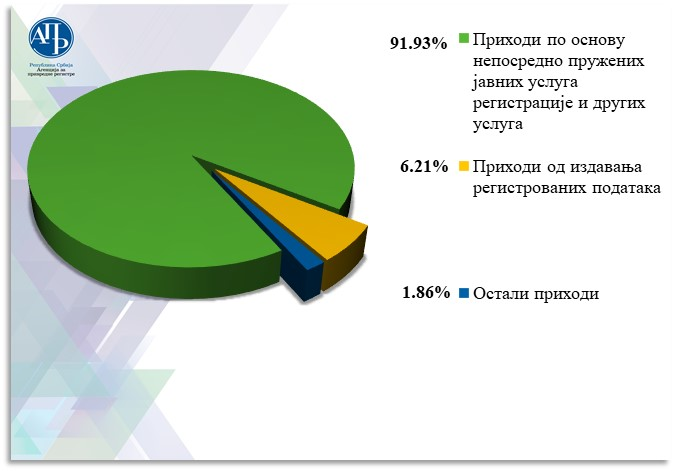 АПР
Република Србија
Агенција за
привредне регистре
91.93% Приходи по основу
непосредно пружених
јавних услуга
регистрације и других
услуга
6.21% Приходи од издавања
регистрованих података
1.86% Остали приходи